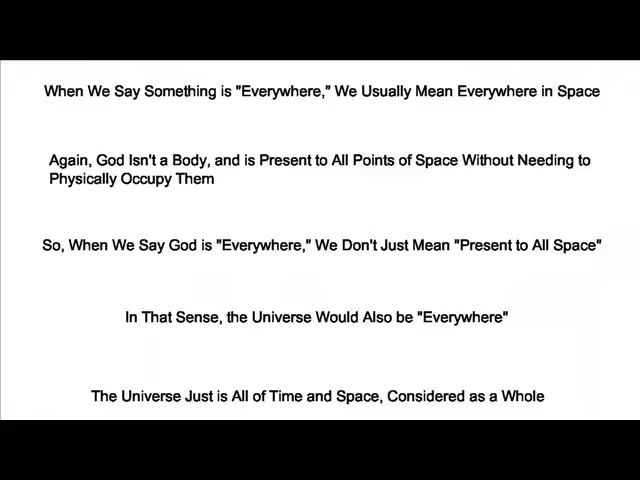 When We Say Something is "Everywhere," We Usually Mean Everywhere in Space
Again, God Isn't a Body, and is Present to All Points of Space Without Needing to
Physically Occupy Them
So, When We Say God is "Everywhere," We Don't Just Mean "Present to All Space"
In That Sense, the Universe Would Also be "Everywhere"
The Universe Just is All of Time and Space, Considered as a Whole